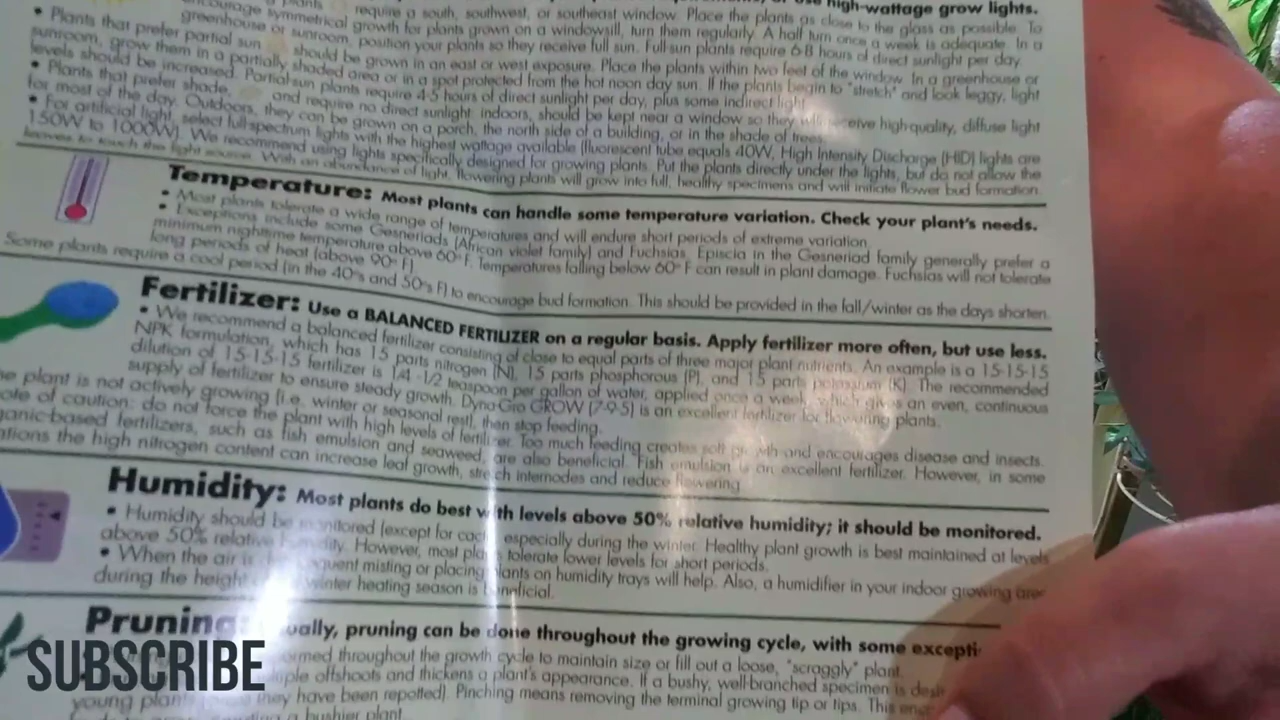 high-wattage grow lights.
require a south, southwest, or southeast window. Place the plants as close to the glass as possible. To
encourage symmetrical growth for plants grown on a windowsill, turn them regularly. A half turn once a week is adequate. In a
greenhouse or sunroom, position your plants so they receive full sun. Full-sun plants require 6-8 hours of direct sunlight per day.
• Plants that prefer partial sun should be grown in an east or west exposure. Place the plants within two feet of the window. In a greenhouse or
sunroom, grow them in a partially shaded area or in a spot protected from the hot noon day sun. If the plants begin to "stretch" and look leggy, light
levels should be increased. Partial-sun plants require 4-5 hours of direct sunlight per day, plus some indirect light.
• Plants that prefer shade, and require no direct sunlight indoors, should be kept near a window so they will receive high-quality, diffuse light
for most of the day. Outdoors, they can be grown on a porch, the north side of a building, or in the shade of trees.
• For artificial light, select full-spectrum lights with the highest wattage available (fluorescent tube equals 40W, High Intensity Discharge (HID) lights are
150W to 1000W). We recommend using lights specifically designed for growing plants. Put the plants directly under the lights, but do not allow the
leaves to touch the light source. With an abundance of light, flowering plants will grow into full, healthy specimens and will initiate flower bud formation.
Temperature: Most plants can handle some temperature variation. Check your plant's needs.
• Most plants tolerate a wide range of temperatures and will endure short periods of extreme variation.
• Exceptions include some Gesneriads (African violet family) and Fuchsias. Episcia in the Gesneriad family generally prefer a
minimum nighttime temperature above 60° F. Temperatures falling below 60° F can result in plant damage. Fuchsias will not tolerate
long periods of heat (above 90° F).
Some plants require a cool period (in the 40°s and 50°s F) to encourage bud formation. This should be provided in the fall/winter as the days shorten.
Fertilizer: Use a BALANCED FERTILIZER on a regular basis. Apply fertilizer more often, but use less.
• We recommend a balanced fertilizer consisting of close to equal parts of three major plant nutrients. An example is a 15-15-15
NPK formulation, which has 15 parts nitrogen (N), 15 parts phosphorous (P), and 15 parts potassium (K). The recommended
dilution of 15-15-15 fertilizer is 1/4 -1/2 teaspoon per gallon of water, applied once a week, which gives an even, continuous
supply of fertilizer to ensure steady growth. Dyna-Gro GROW (7-9-5) is an excellent fertilizer for flowering plants.
plant is not actively growing (i.e. winter or seasonal rest), then stop feeding.
of caution: do not force the plant with high levels of fertilizer. Too much feeding creates soft growth and encourages disease and insects.
fertilizers, such as fish emulsion and seaweed, are also beneficial. Fish emulsion is an excellent fertilizer. However, in some
the high nitrogen content can increase leaf growth, stretch internodes and reduce flowering.
Humidity: Most plants do best with levels above 50% relative humidity; it should be monitored.
• Humidity should be monitored (except for cacti) especially during the winter. Healthy plant growth is best maintained at levels
above 50% relative humidity. However, most plants tolerate lower levels for short periods.
• When the air is frequent misting or placing plants on humidity trays will help. Also, a humidifier in your indoor growing area
during the height winter heating season is beneficial.
Pruning: pruning can be done throughout the growing cycle, with some
throughout the growth cycle to maintain size or fill out a loose, "scraggly" plant.
offshoots and thickens a plant's appearance. If a bushy, well-branched specimen is
young they have been repotted). Pinching means removing the terminal growing tip or tips. This
a bushier plant.
SUBSCRIBE